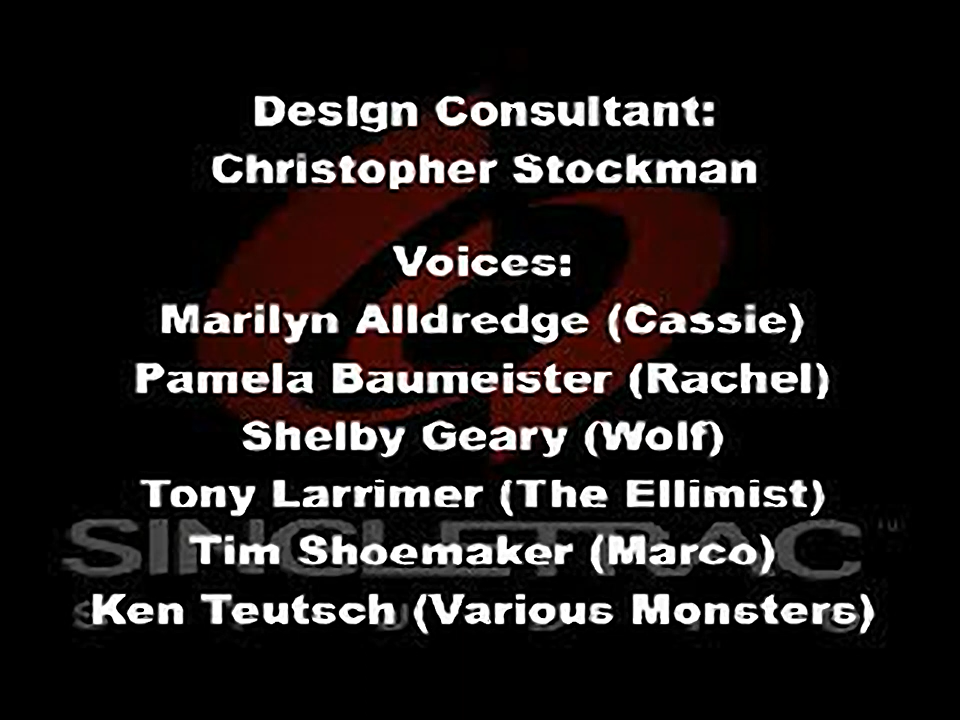 Design Consultant:
Christopher Stockman
Voices:
Marilyn Alldredge (Cassie)
Pamela Baumeister (Rachel)
Shelby Geary (Wolf)
Tony Larrimer (The Ellimist)
SINGLETRAC™
Tim Shoemaker (Marco)
Ken Teutsch (Various Monsters)